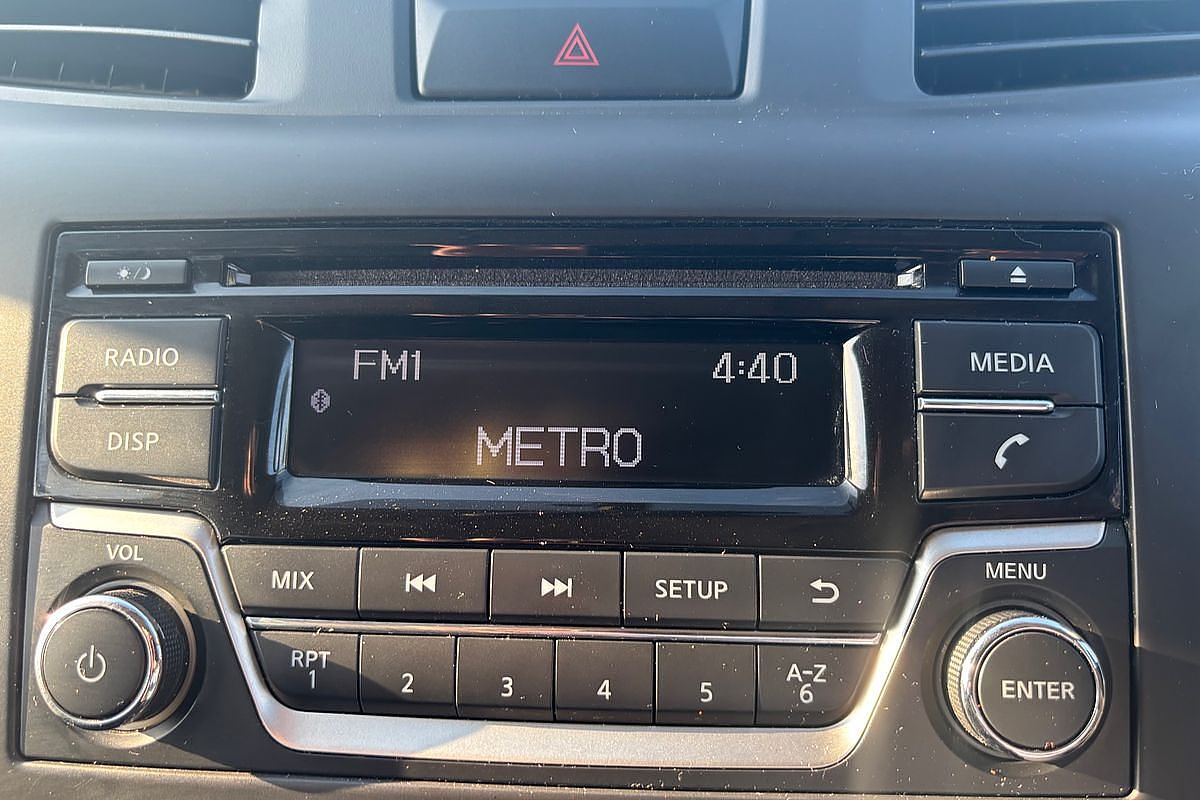 RADIO
DISP
FM1 4:40
METRO
MEDIA
VOL
MIX
SETUP
MENU
RPT
1
2
3
4
5
A-Z
6
ENTER